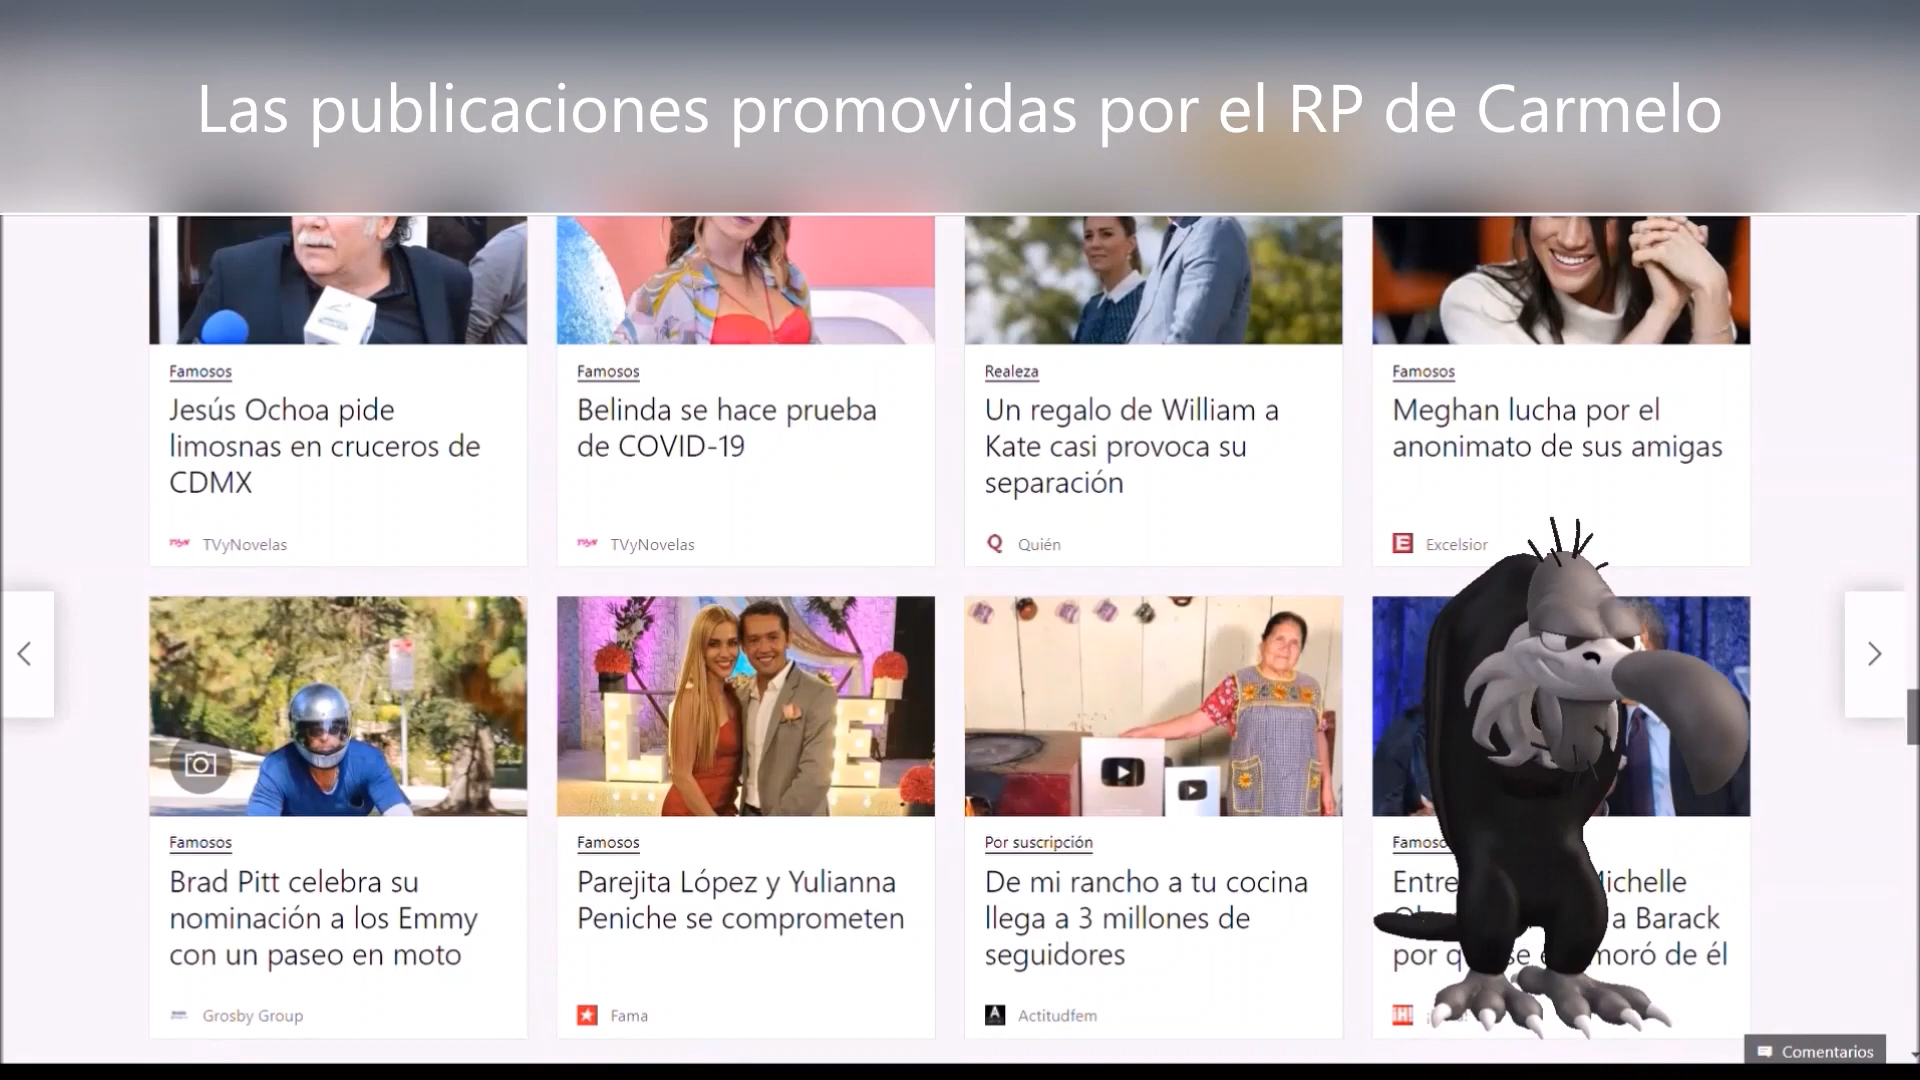 Las publicaciones promovidas por el RP de Carmelo
Famosos
Jesús Ochoa pide
limosnas en cruceros de
CDMX
TVyNovelas
Famosos
Belinda se hace prueba
de COVID-19
TVyNovelas
Realeza
Un regalo de William a
Kate casi provoca su
separación
Q Quién
Famosos
Meghan lucha por el
anonimato de sus amigas
E Excelsior
Famosos
Brad Pitt celebra su
nominación a los Emmy
con un paseo en moto
Grosby Group
Famosos
Parejita López y Yulianna
Peniche se comprometen
Fama
Por suscripción
De mi rancho a tu cocina
llega a 3 millones de
seguidores
A Actitudfem
Entre
a Barack
por de él
¡H!
Comentarios